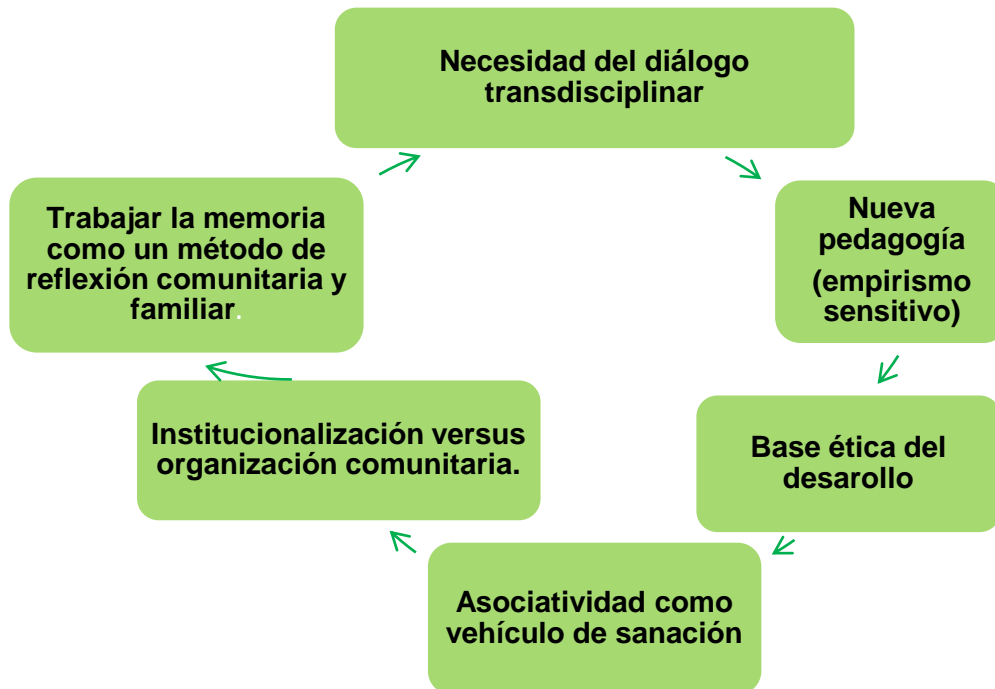 Necesidad del diálogo
transdisciplinar
Nueva
pedagogía
(empirismo
sensitivo)
Base ética del
desarollo
Asociatividad como
vehículo de sanación
Institucionalización versus
organización comunitaria.
Trabajar la memoria
como un método de
reflexión comunitaria y
familiar.